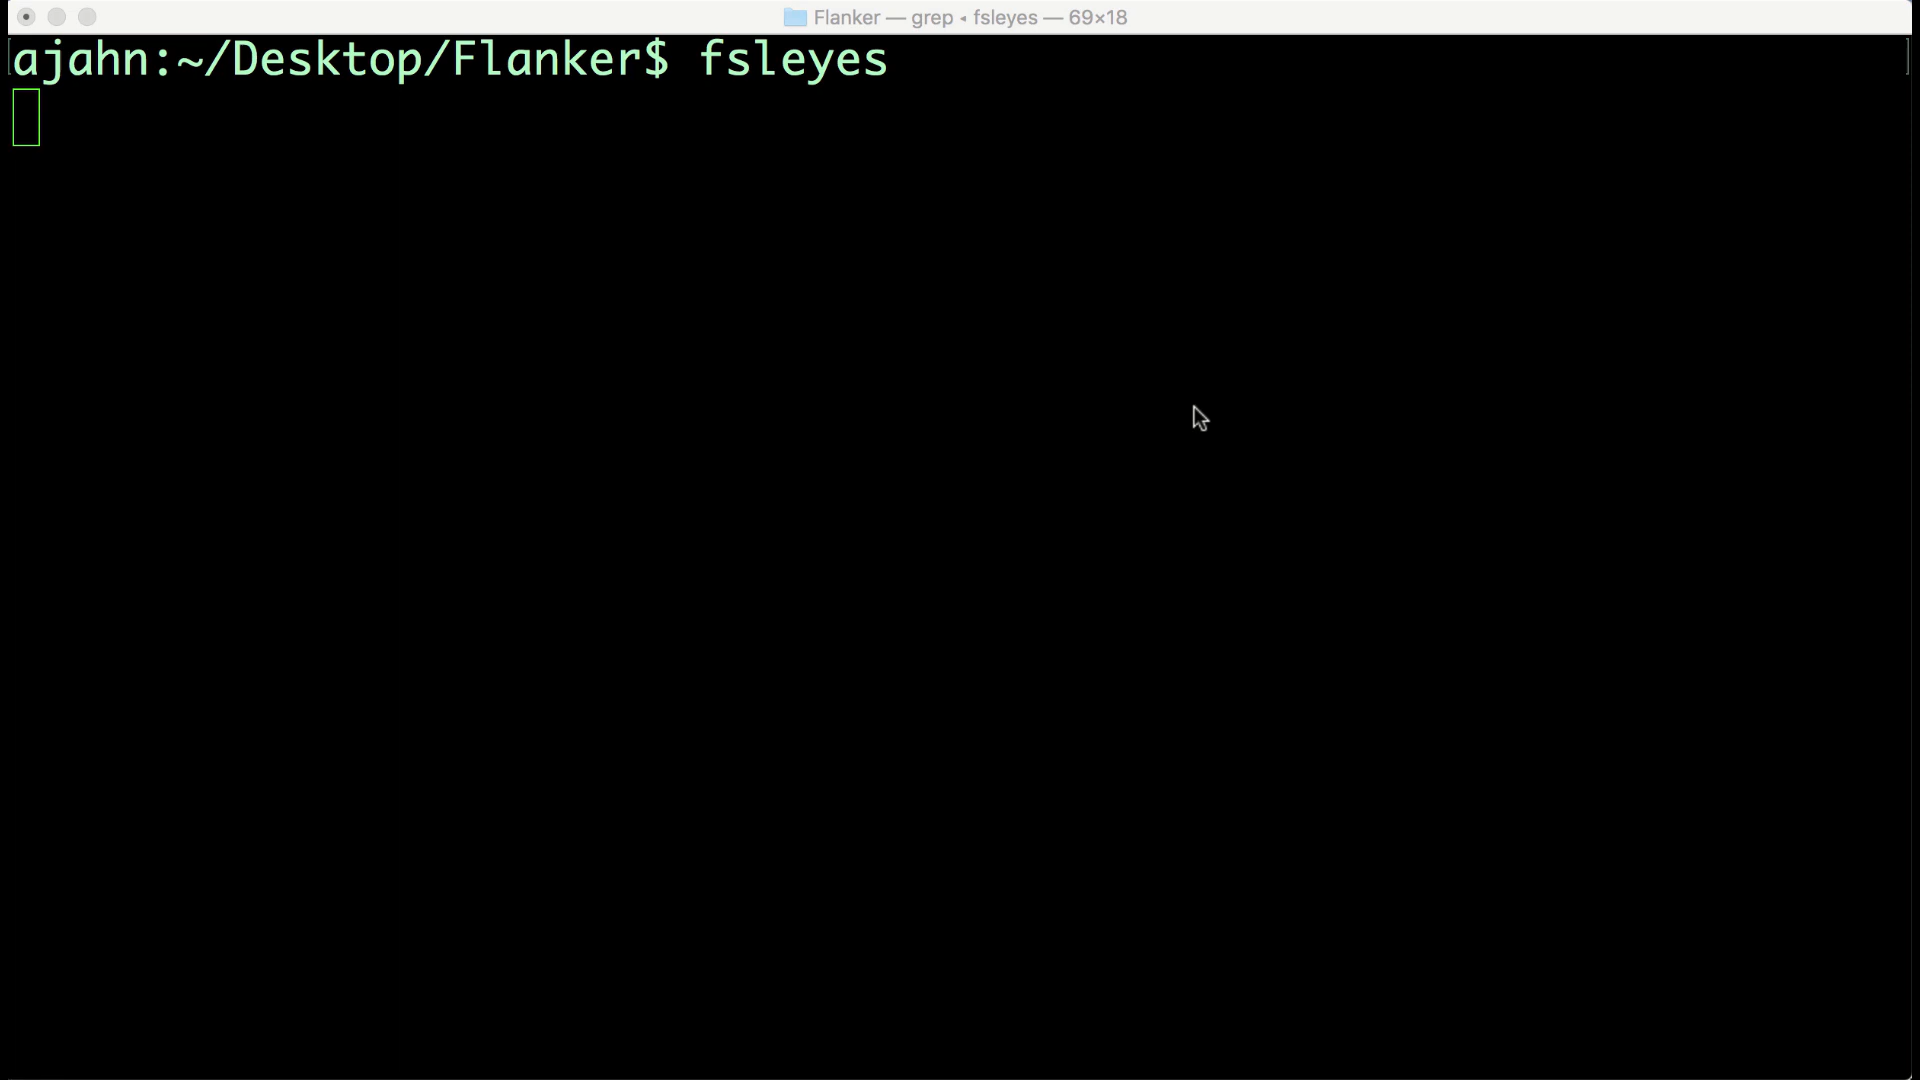 Flanker — grep ◂ fsleyes — 69×18
ajahn:~/Desktop/Flanker$ fsleyes